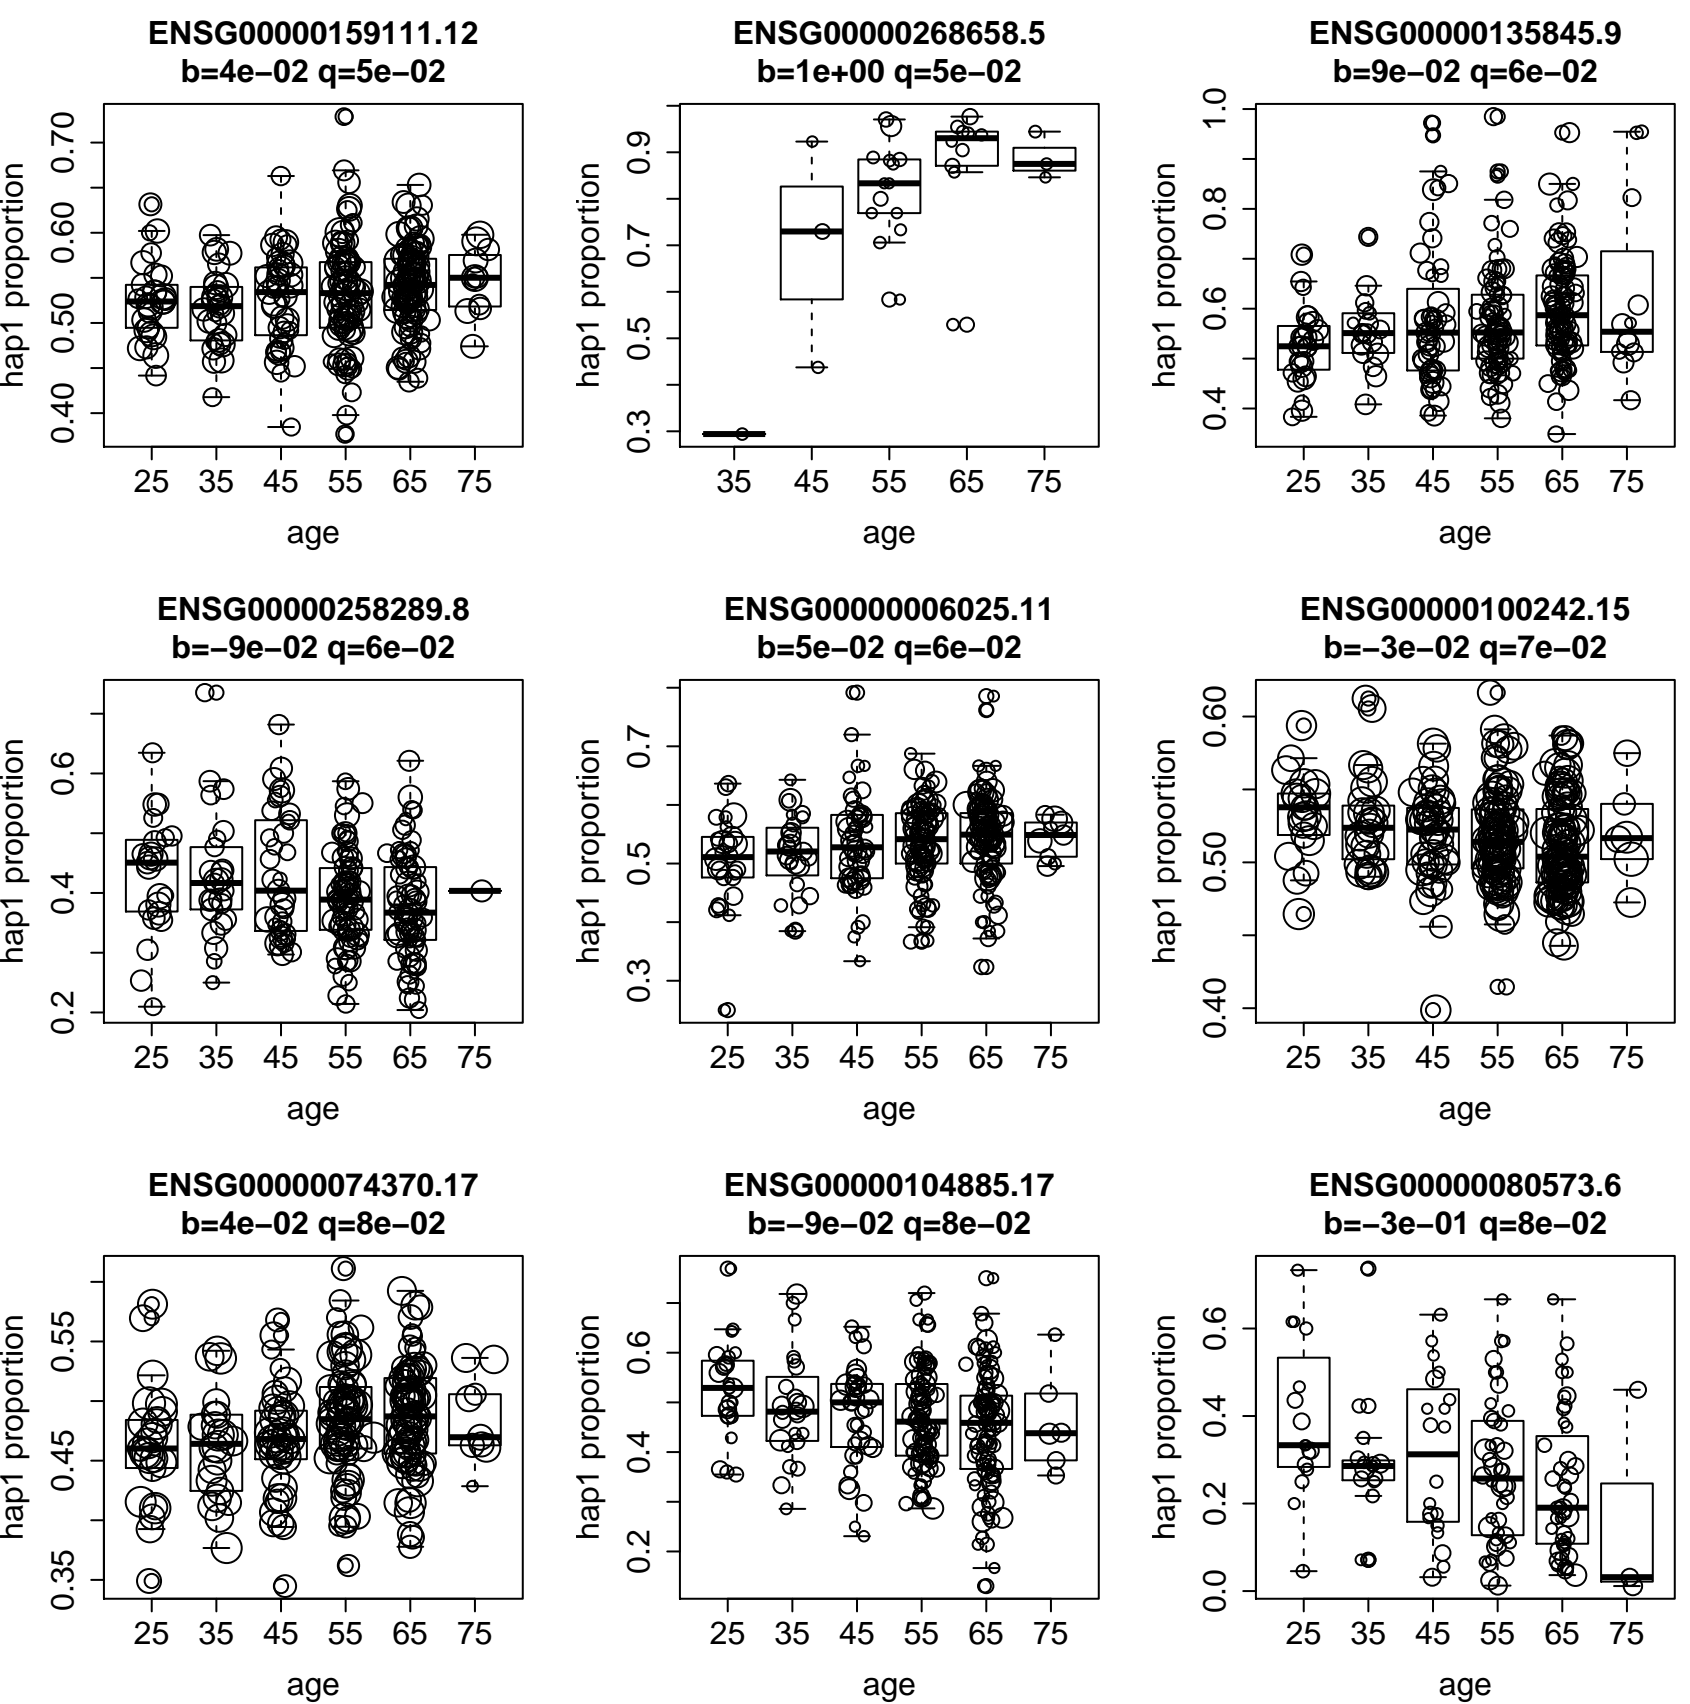 ENSG00000159111.12
b=4e−02 q=5e−02
hap1 proportion
0.40 0.50 0.60 0.70
25 35 45 55 65 75
age
ENSG00000268658.5
b=1e+00 q=5e−02
hap1 proportion
0.3 0.5 0.7 0.9
35 45 55 65 75
age
ENSG00000135845.9
b=9e−02 q=6e−02
hap1 proportion
0.4 0.6 0.8 1.0
25 35 45 55 65 75
age
ENSG00000258289.8
b=−9e−02 q=6e−02
hap1 proportion
0.2 0.4 0.6
25 35 45 55 65 75
age
ENSG00000006025.11
b=5e−02 q=6e−02
hap1 proportion
0.3 0.5 0.7
25 35 45 55 65 75
age
ENSG00000100242.15
b=−3e−02 q=7e−02
hap1 proportion
0.40 0.50 0.60
25 35 45 55 65 75
age
ENSG00000074370.17
b=4e−02 q=8e−02
hap1 proportion
0.35 0.45 0.55
25 35 45 55 65 75
age
ENSG00000104885.17
b=−9e−02 q=8e−02
hap1 proportion
0.2 0.4 0.6
25 35 45 55 65 75
age
ENSG00000080573.6
b=−3e−01 q=8e−02
hap1 proportion
0.0 0.2 0.4 0.6
25 35 45 55 65 75
age